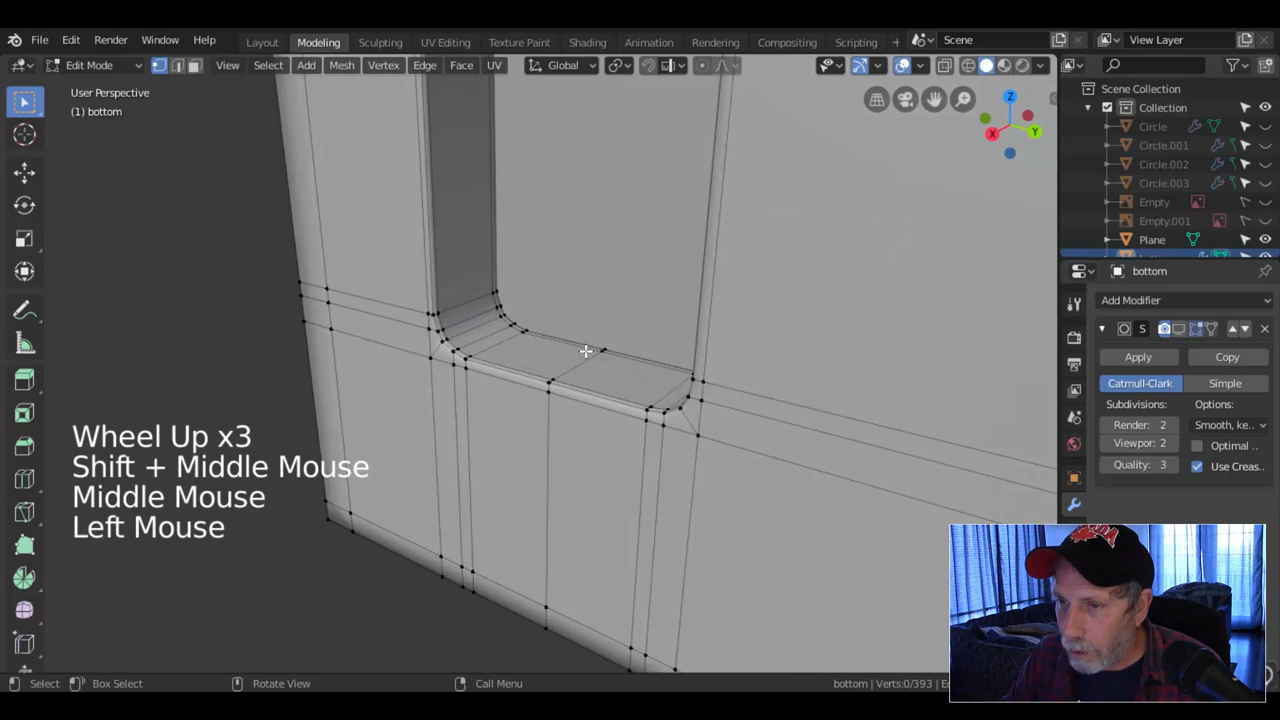 File Edit Render Window Help Layout Modeling Sculpting UV Editing Texture Paint Shading Animation Rendering Compositing Scripting + Scene View Layer
Edit Mode View Select Add Mesh Vertex Edge Face UV Global
User Perspective
(1) bottom
Z
X
Y
Scene Collection
Collection
Circle
Circle.001
Circle.002
Circle.003
Empty
Empty.001
Plane
bottom
Add Modifier
S
Apply Copy
Catmull-Clark Simple
Subdivisions: Options:
Render: 2 Smooth, ke..
Viewpor: 2 Optimal ..
Quality: 3 Use Creas..
Wheel Up x3
Shift + Middle Mouse
Middle Mouse
Left Mouse
Select Box Select Rotate View Call Menu bottom | Verts:0/393 | E